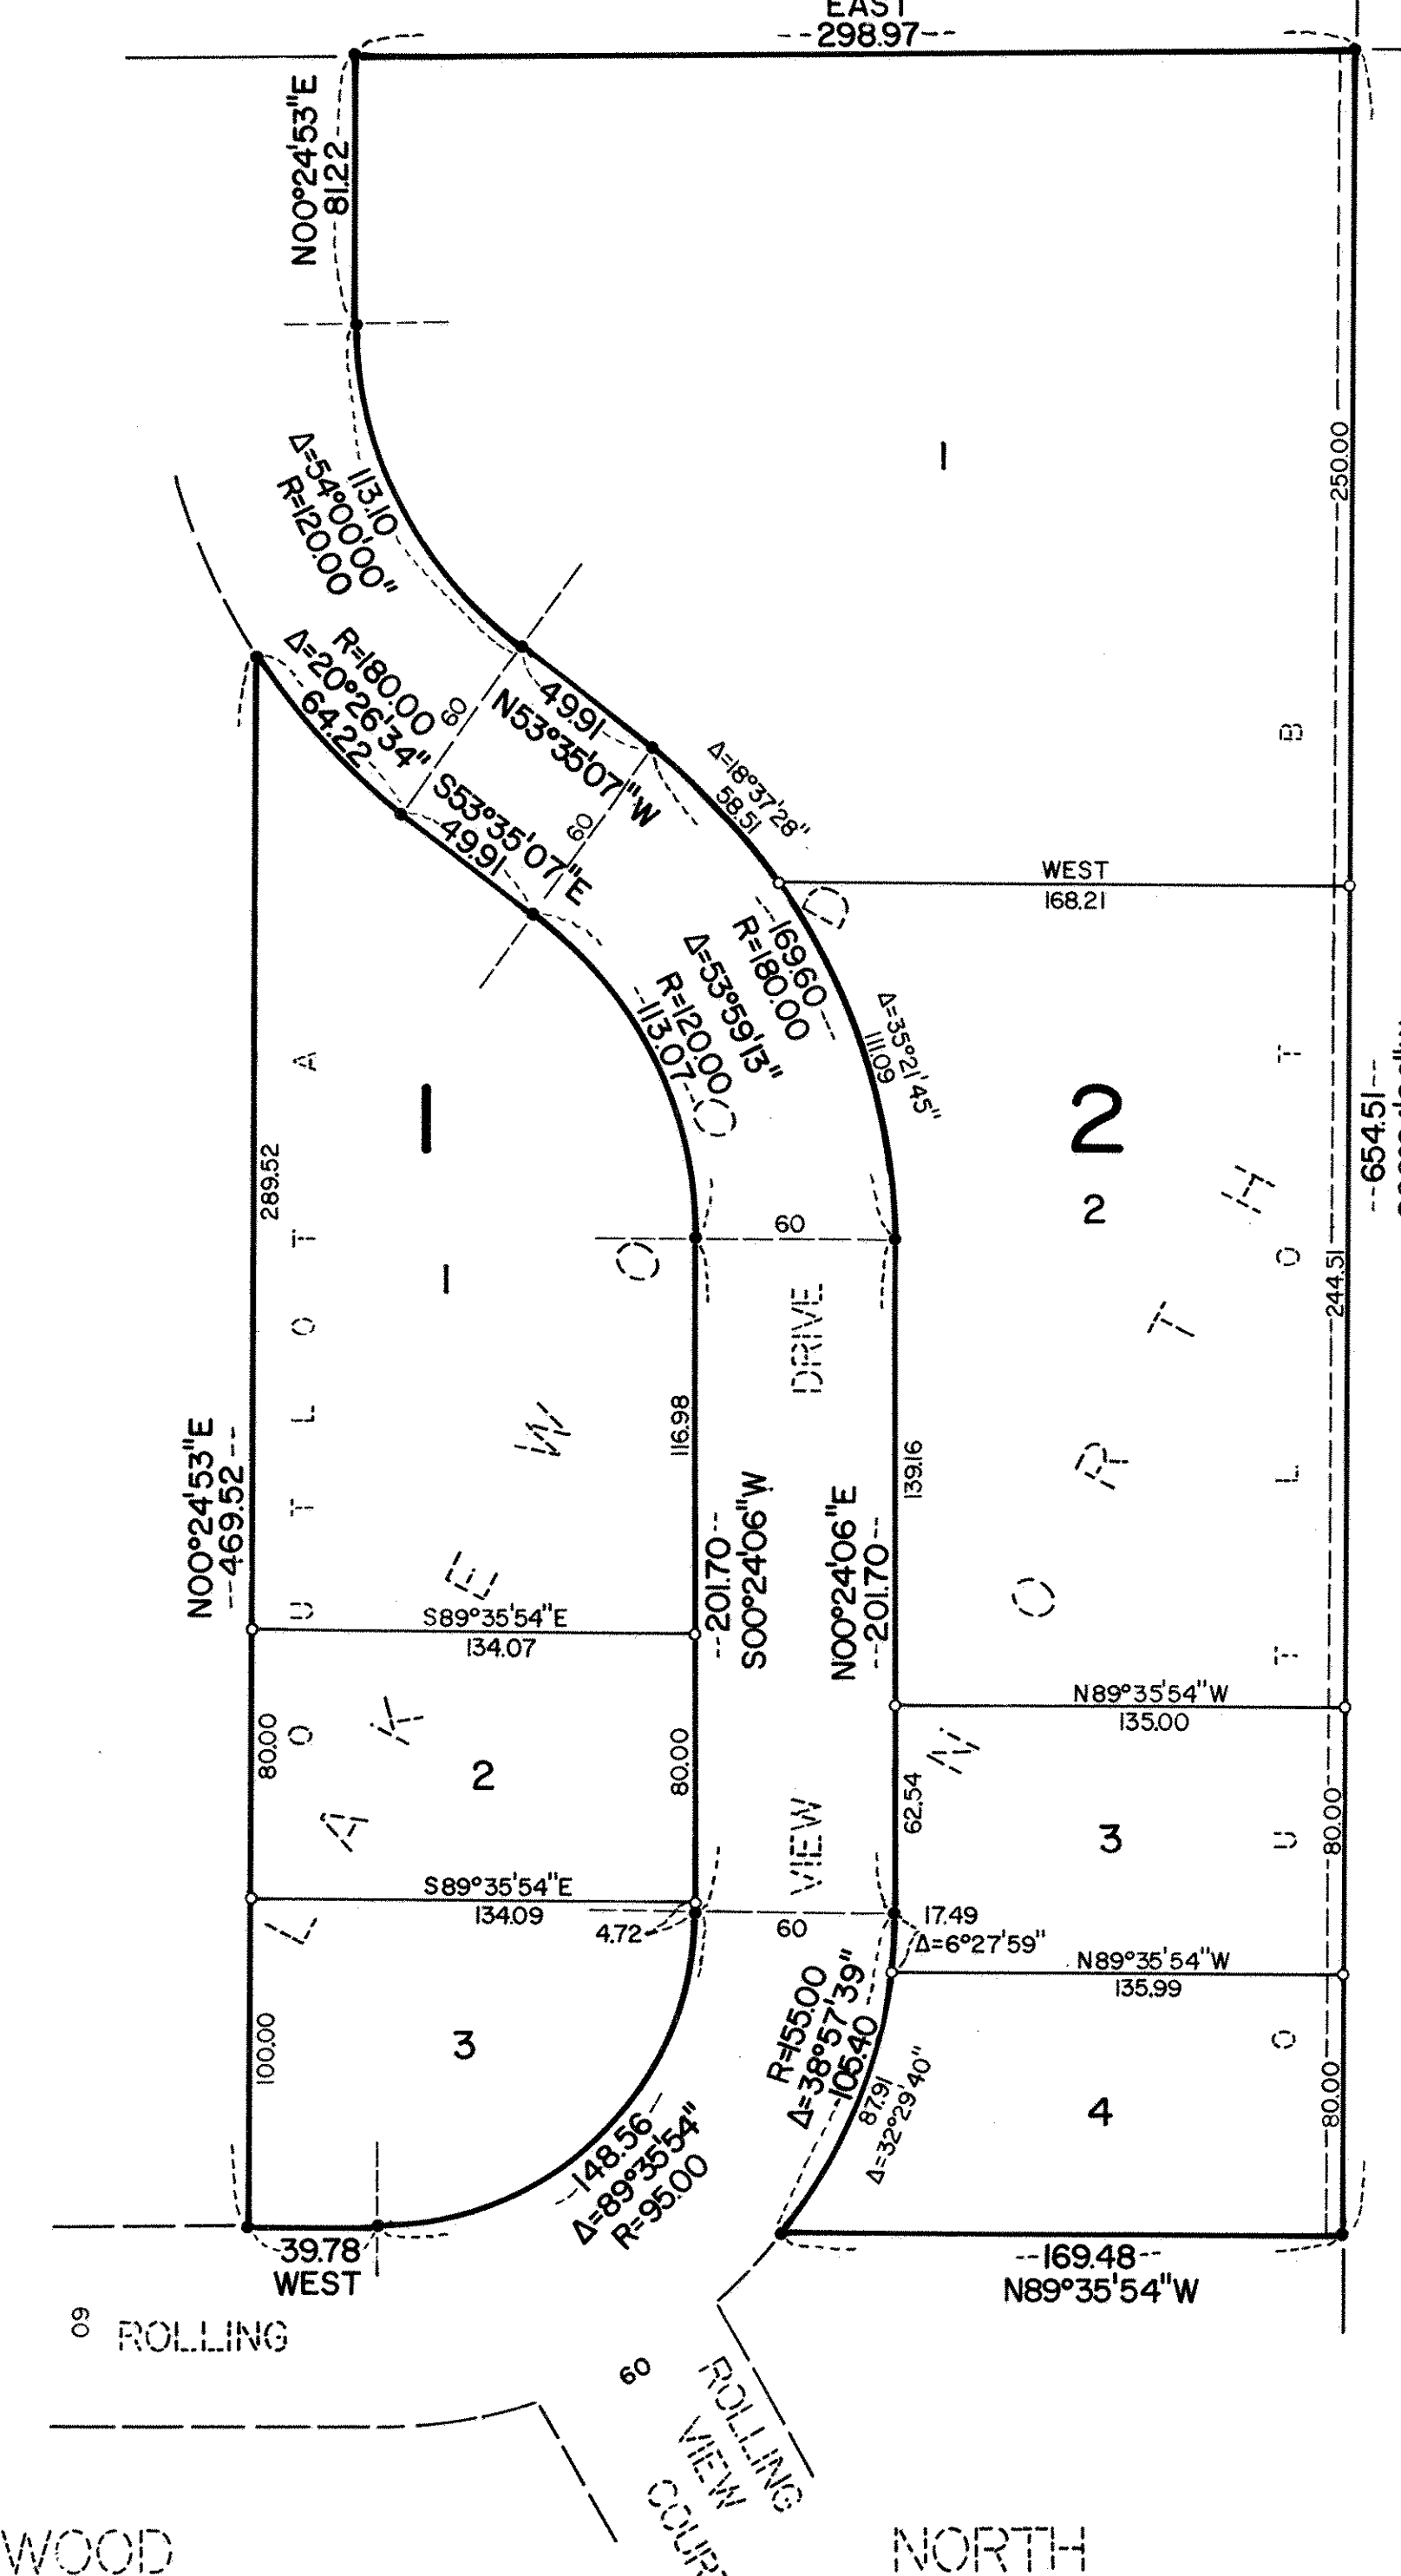 EAST
--298.97--
N00°24'53"E
81.22
1
250.00
113.10
Δ=54°00'00"
R=120.00
R=180.00
Δ=20°26'34"
64.22
60
49.91
N53°35'07"W
S53°35'07"E
49.91
60
Δ=18°37'28"
58.51
WEST
168.21
--169.60--
R=180.00
Δ=53°59'13"
R=120.00
--113.07--
Δ=35°21'45"
111.09
1
1
289.52
2
2
--654.51--
244.51
60
LAKEWOOD NORTH
OUTLOT A
OUTLOT B
DRIVE
VIEW
116.98
139.16
N00°24'53"E
--469.52--
--201.70--
S00°24'06"W
N00°24'06"E
--201.70--
S89°35'54"E
134.07
N89°35'54"W
135.00
80.00
2
80.00
62.54
3
80.00
S89°35'54"E
134.09
4.72
60
17.49
Δ=6°27'59"
N89°35'54"W
135.99
100.00
3
R=155.00
Δ=38°57'39"
105.40
87.91
Δ=32°29'40"
4
80.00
148.56
Δ=89°35'54"
R=95.00
39.78
WEST
--169.48--
N89°35'54"W
60
ROLLING
60
ROLLING
VIEW
WOOD
NORTH